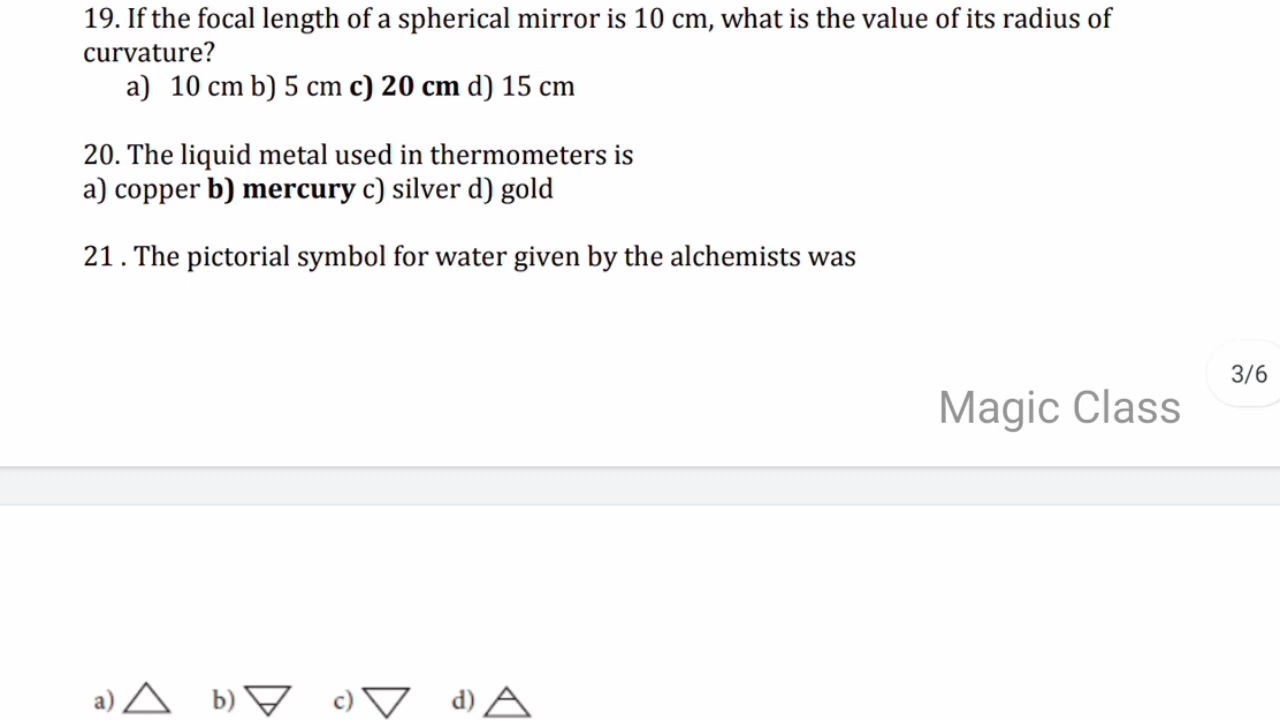 19. If the focal length of a spherical mirror is 10 cm, what is the value of its radius of
curvature?
a) 10 cm b) 5 cm c) 20 cm d) 15 cm
20. The liquid metal used in thermometers is
a) copper b) mercury c) silver d) gold
21 . The pictorial symbol for water given by the alchemists was
3/6
Magic Class
a) b) c) d)